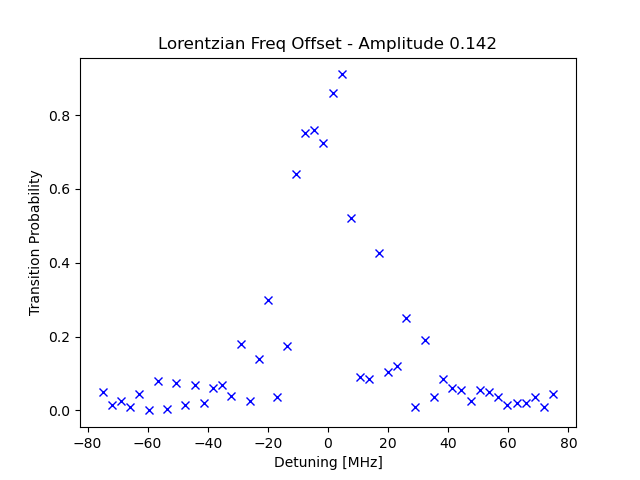 Lorentzian Freq Offset - Amplitude 0.142
Transition Probability
0.8
0.6
0.4
0.2
0.0
−80 −60 −40 −20 0 20 40 60 80
Detuning [MHz]